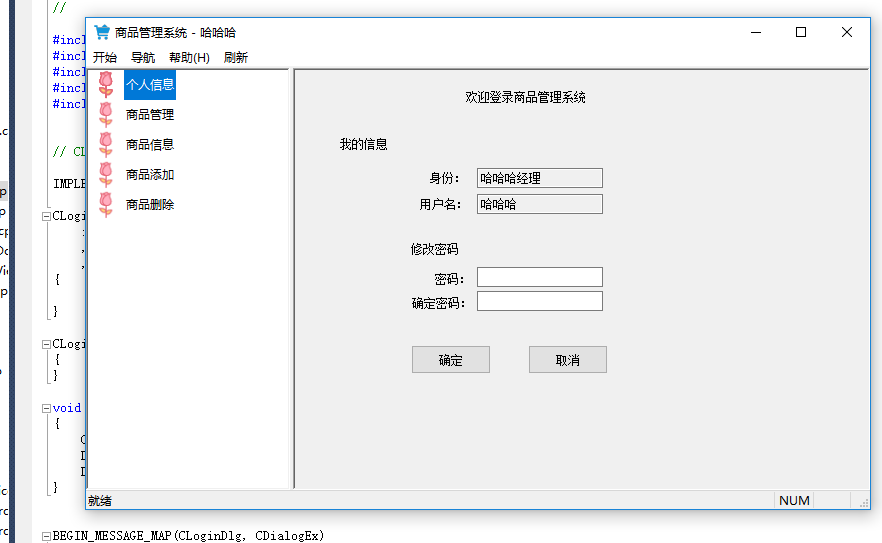 //
#incl
#incl
#incl
#incl
#incl
// CL
IMPLE
CLogi
{
}
CLogi
{
}
void
{
}
BEGIN_MESSAGE_MAP(CLoginDlg, CDialogEx)
商品管理系统 - 哈哈哈
开始 导航 帮助(H) 刷新
个人信息
商品管理
商品信息
商品添加
商品删除
欢迎登录商品管理系统
我的信息
身份： 哈哈哈经理
用户名： 哈哈哈
修改密码
密码：
确定密码：
确定 取消
就绪 NUM